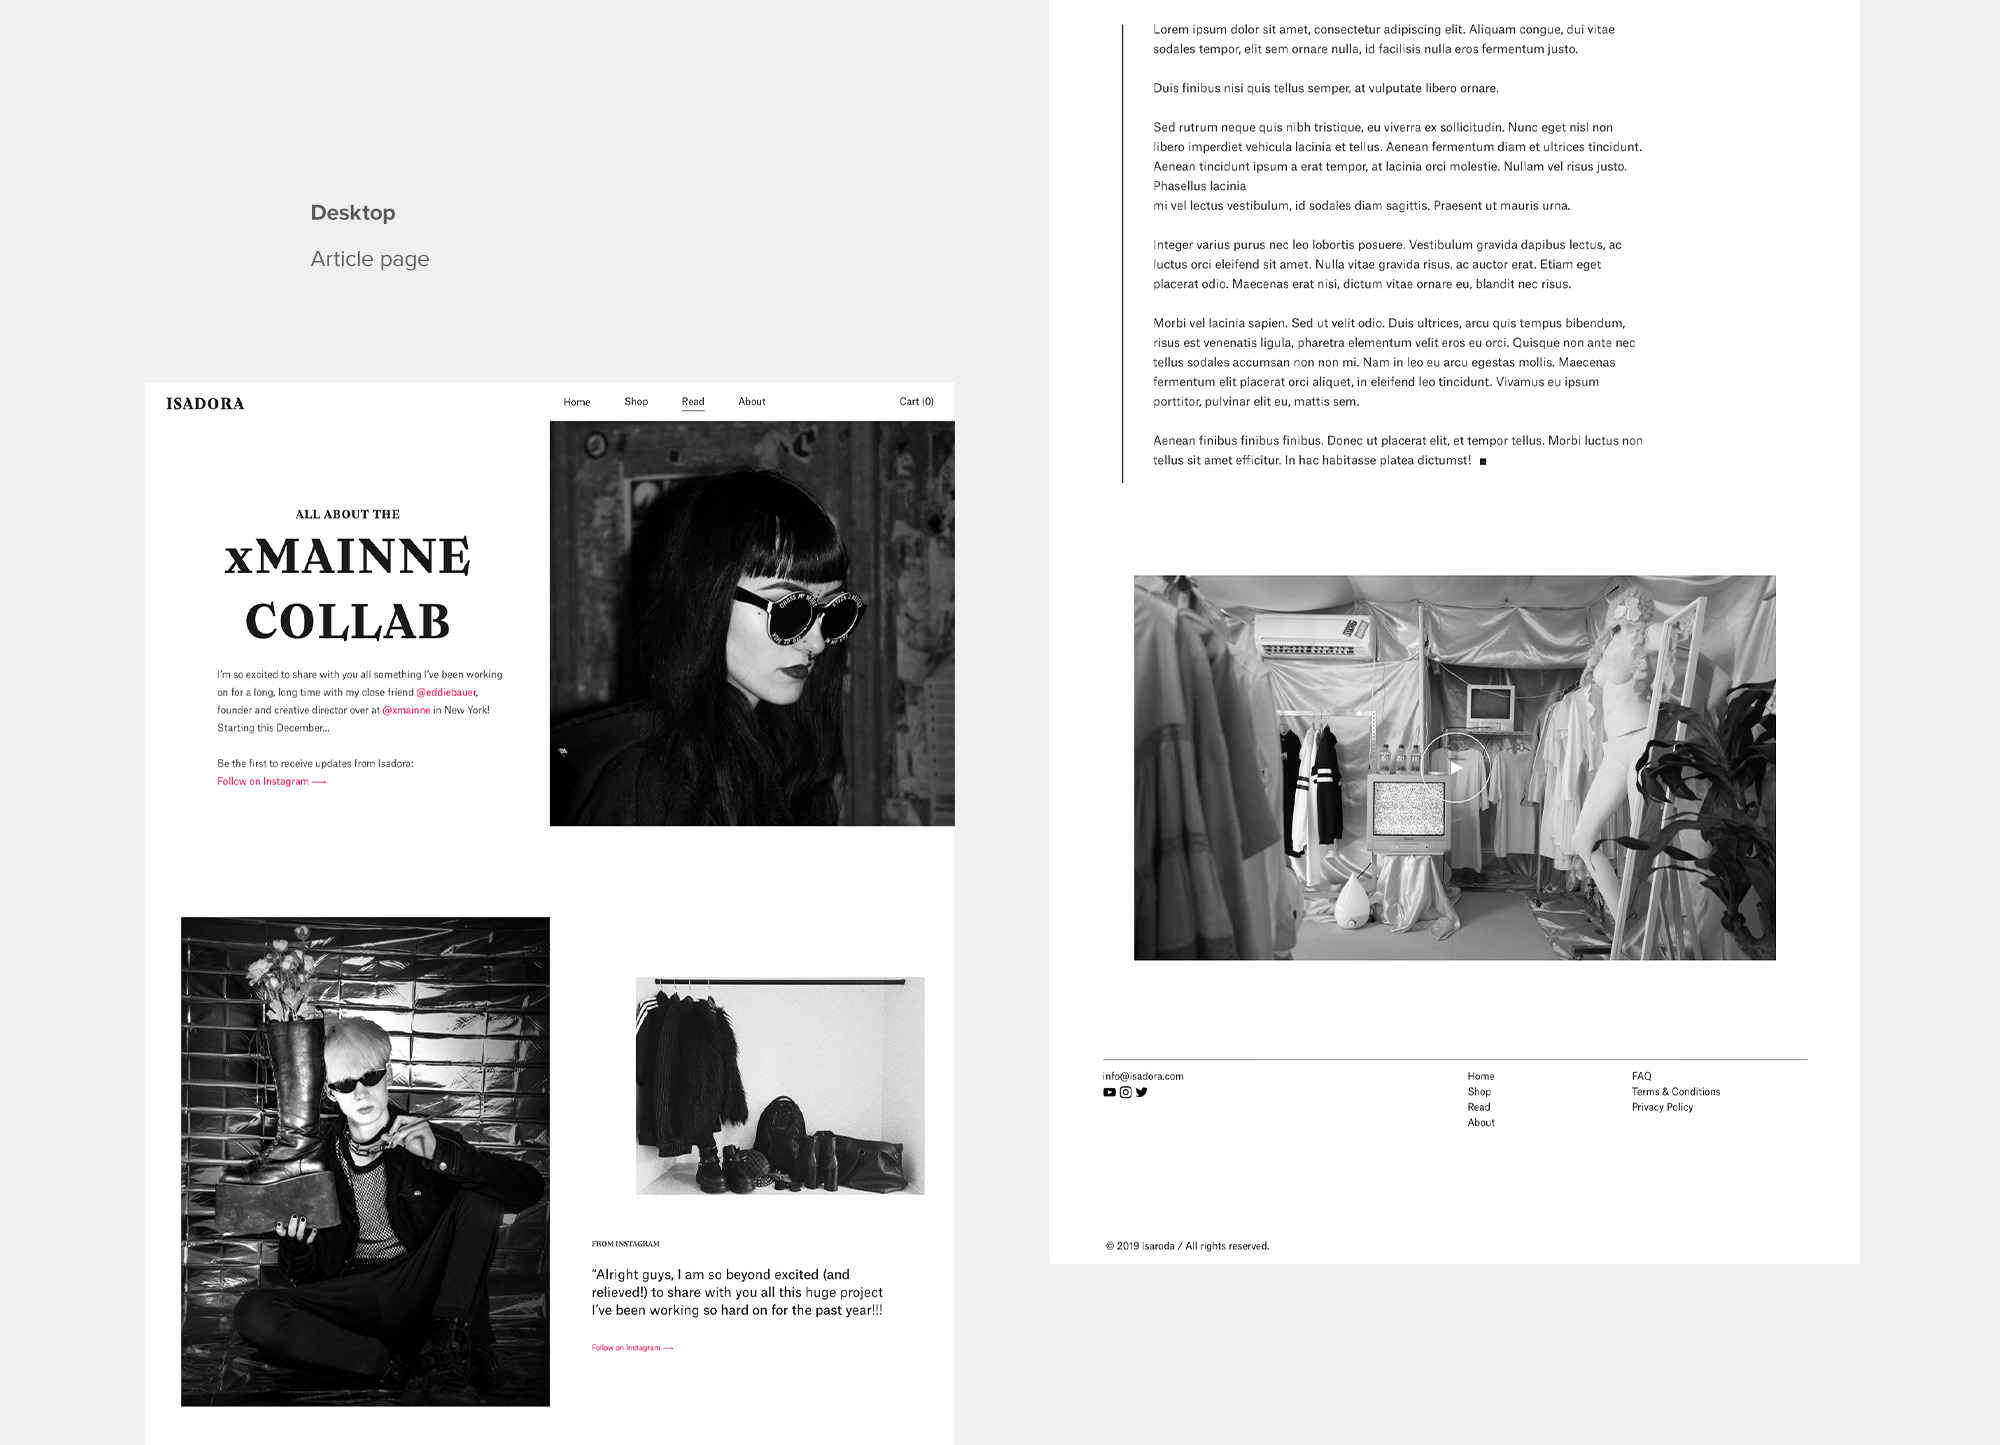 Desktop
Article page
ISADORA
Home
Shop
Read
About
Cart (0)
ALL ABOUT THE
xMAINNE
COLLAB
I'm so excited to share with you all something I've been working
on for a long, long time with my close friend @eddiebauer,
founder and creative director over at @xmainne in New York!
Starting this December...
Be the first to receive updates from Isadora:
Follow on Instagram ⟶
FROM INSTAGRAM
“Alright guys, I am so beyond excited (and
relieved!) to share with you all this huge project
I've been working so hard on for the past year!!!
Follow on Instagram ⟶
Lorem ipsum dolor sit amet, consectetur adipiscing elit. Aliquam congue, dui vitae
sodales tempor, elit sem ornare nulla, id facilisis nulla eros fermentum justo.
Duis finibus nisi quis tellus semper, at vulputate libero ornare.
Sed rutrum neque quis nibh tristique, eu viverra ex sollicitudin. Nunc eget nisl non
libero imperdiet vehicula lacinia et tellus. Aenean fermentum diam et ultrices tincidunt.
Aenean tincidunt ipsum a erat tempor, at lacinia orci molestie. Nullam vel risus justo.
Phasellus lacinia
mi vel lectus vestibulum, id sodales diam sagittis. Praesent ut mauris urna.
Integer varius purus nec leo lobortis posuere. Vestibulum gravida dapibus lectus, ac
luctus orci eleifend sit amet. Nulla vitae gravida risus, ac auctor erat. Etiam eget
placerat odio. Maecenas erat nisi, dictum vitae ornare eu, blandit nec risus.
Morbi vel lacinia sapien. Sed ut velit odio. Duis ultrices, arcu quis tempus bibendum,
risus est venenatis ligula, pharetra elementum velit eros eu orci. Quisque non ante nec
tellus sodales accumsan non non mi. Nam in leo eu arcu egestas mollis. Maecenas
fermentum elit placerat orci aliquet, in eleifend leo tincidunt. Vivamus eu ipsum
porttitor, pulvinar elit eu, mattis sem.
Aenean finibus finibus finibus. Donec ut placerat elit, et tempor tellus. Morbi luctus non
tellus sit amet efficitur. In hac habitasse platea dictumst!
info@isadora.com
Home
Shop
Read
About
FAQ
Terms & Conditions
Privacy Policy
© 2019 Isaroda / All rights reserved.